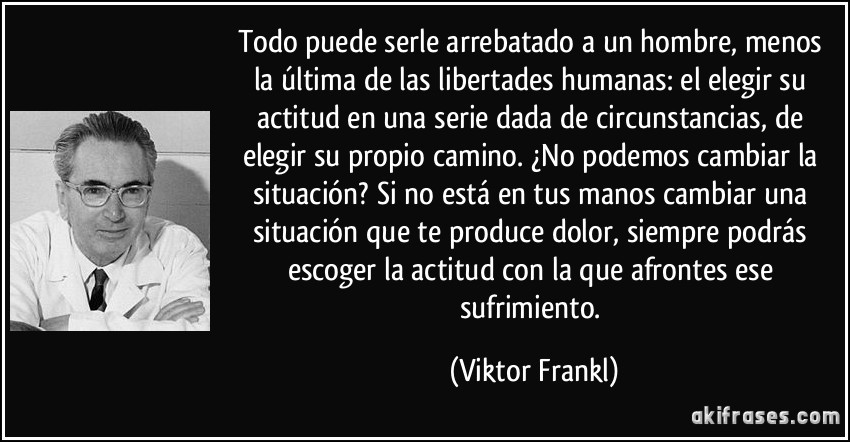 Todo puede serle arrebatado a un hombre, menos
la última de las libertades humanas: el elegir su
actitud en una serie dada de circunstancias, de
elegir su propio camino. ¿No podemos cambiar la
situación? Si no está en tus manos cambiar una
situación que te produce dolor, siempre podrás
escoger la actitud con la que afrontes ese
sufrimiento.
(Viktor Frankl)
akifrases.com